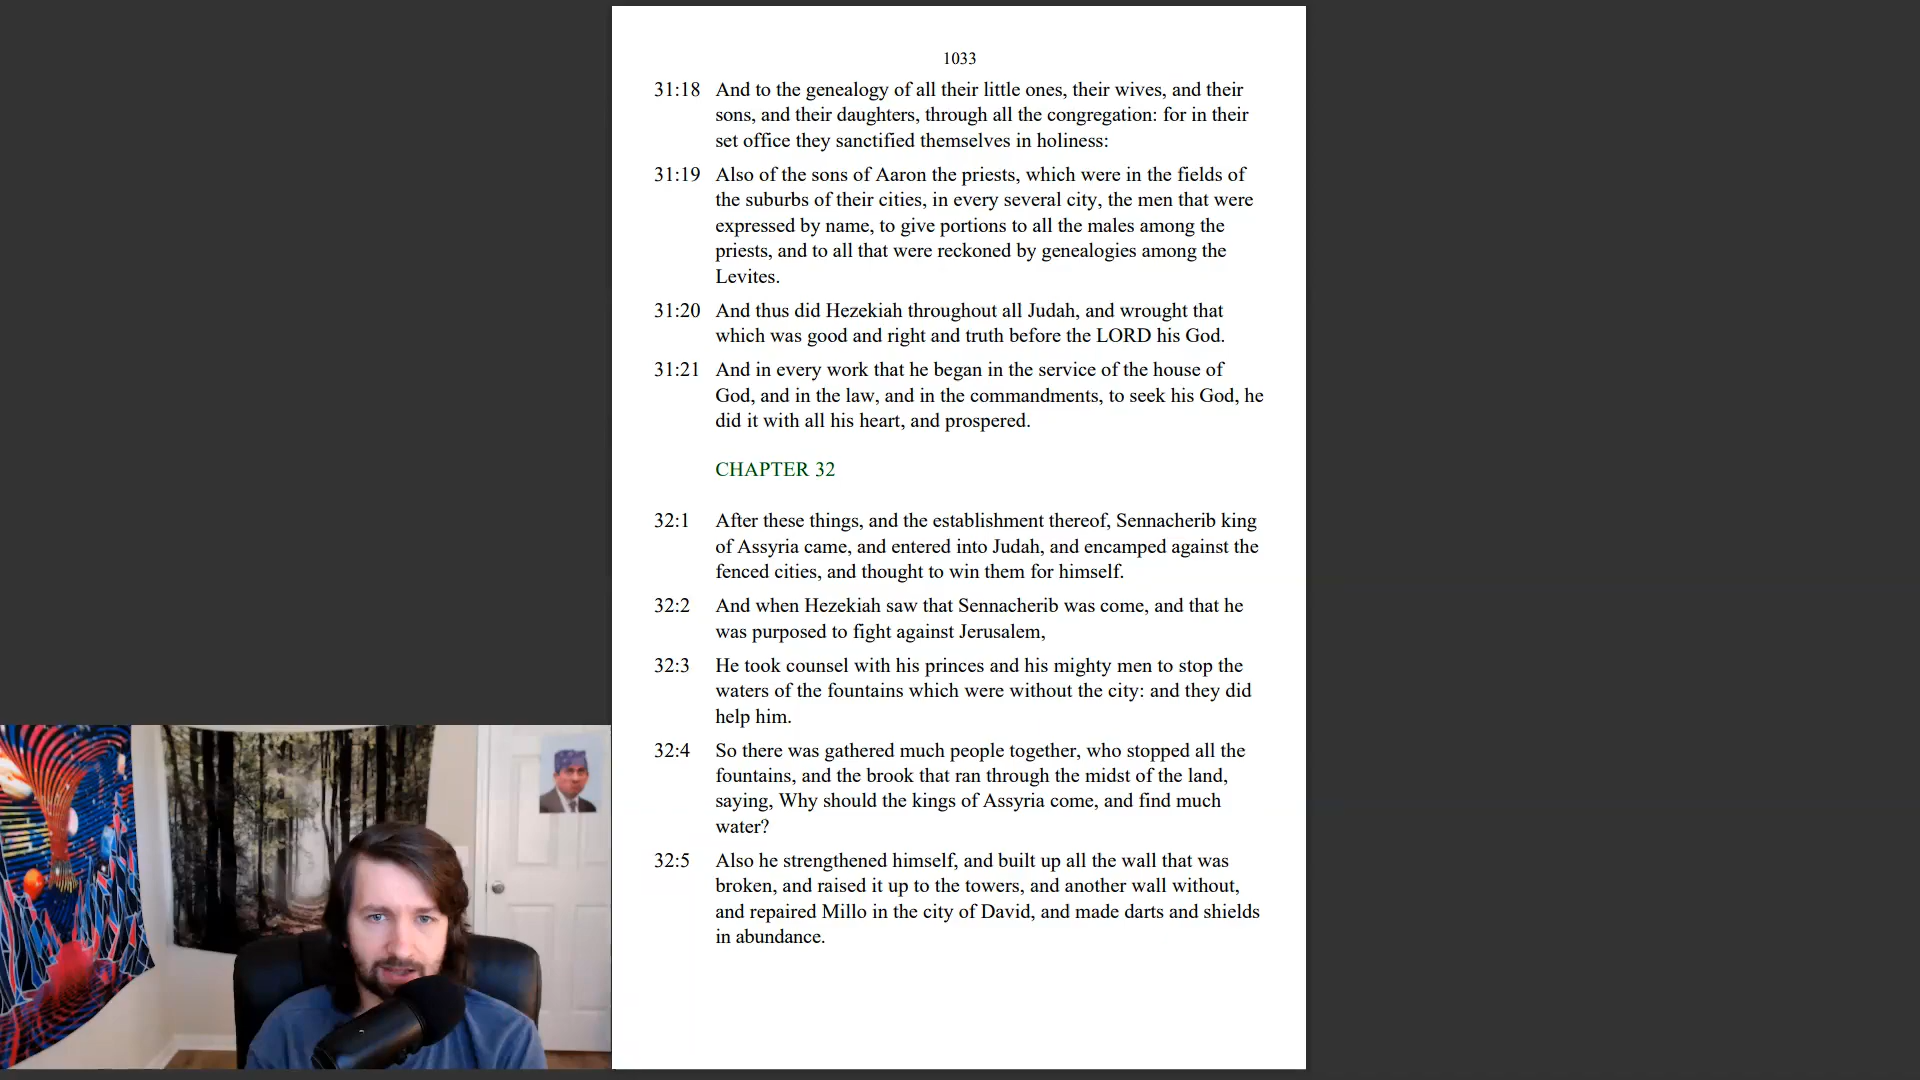 1033
31:18 And to the genealogy of all their little ones, their wives, and their
sons, and their daughters, through all the congregation: for in their
set office they sanctified themselves in holiness:
31:19 Also of the sons of Aaron the priests, which were in the fields of
the suburbs of their cities, in every several city, the men that were
expressed by name, to give portions to all the males among the
priests, and to all that were reckoned by genealogies among the
Levites.
31:20 And thus did Hezekiah throughout all Judah, and wrought that
which was good and right and truth before the LORD his God.
31:21 And in every work that he began in the service of the house of
God, and in the law, and in the commandments, to seek his God, he
did it with all his heart, and prospered.
CHAPTER 32
32:1 After these things, and the establishment thereof, Sennacherib king
of Assyria came, and entered into Judah, and encamped against the
fenced cities, and thought to win them for himself.
32:2 And when Hezekiah saw that Sennacherib was come, and that he
was purposed to fight against Jerusalem,
32:3 He took counsel with his princes and his mighty men to stop the
waters of the fountains which were without the city: and they did
help him.
32:4 So there was gathered much people together, who stopped all the
fountains, and the brook that ran through the midst of the land,
saying, Why should the kings of Assyria come, and find much
water?
32:5 Also he strengthened himself, and built up all the wall that was
broken, and raised it up to the towers, and another wall without,
and repaired Millo in the city of David, and made darts and shields
in abundance.